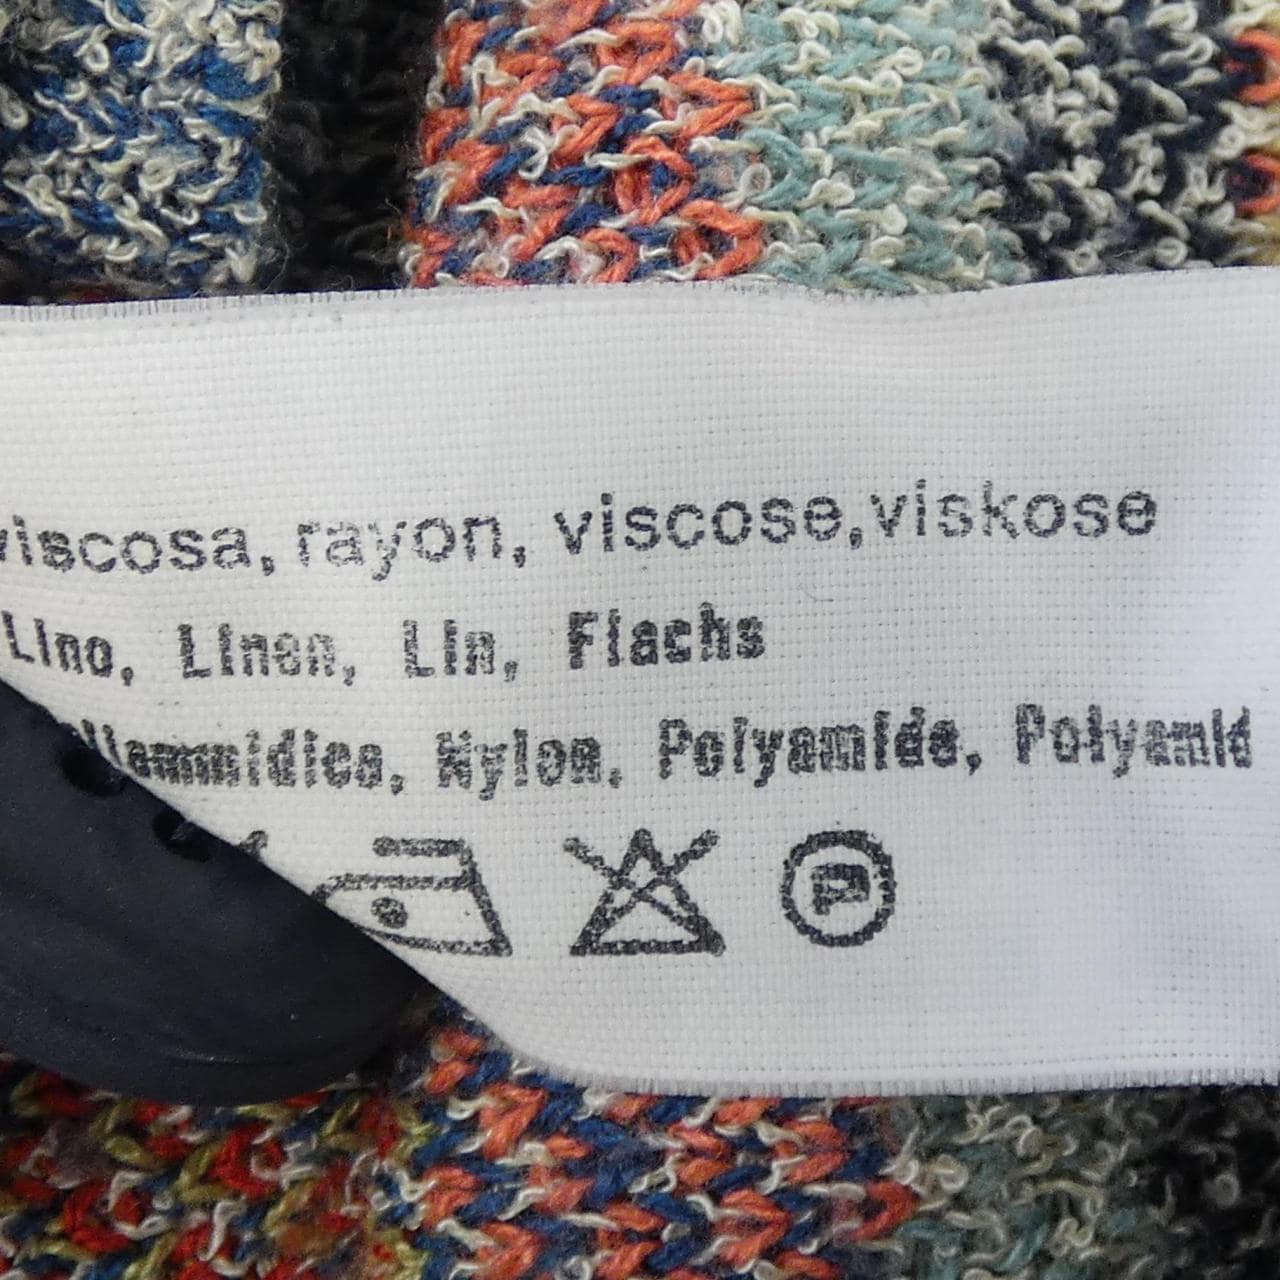 viscosa, rayon, viscose,viskose
Lino, Linen, Lin, Flachs
Nylon, Polyamide, Polyamid
P